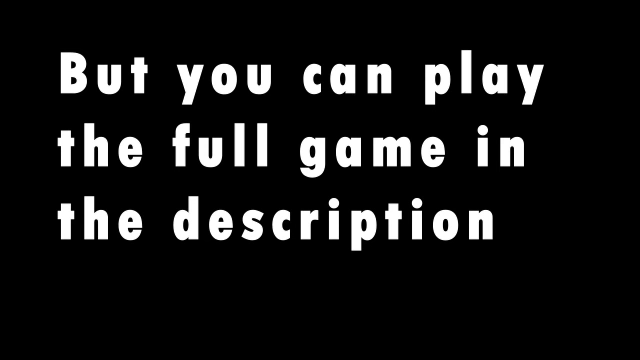 But you can play
the full game in
the description